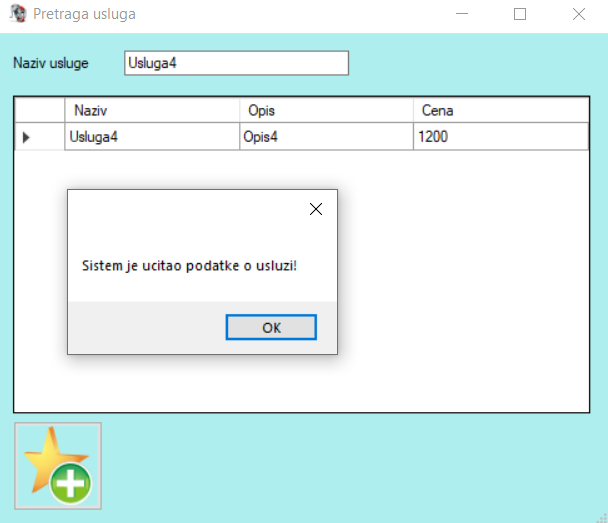 Pretraga usluga
Naziv usluge Usluga4
Naziv Opis Cena
Usluga4 Opis4 1200
Sistem je ucitao podatke o usluzi!
OK